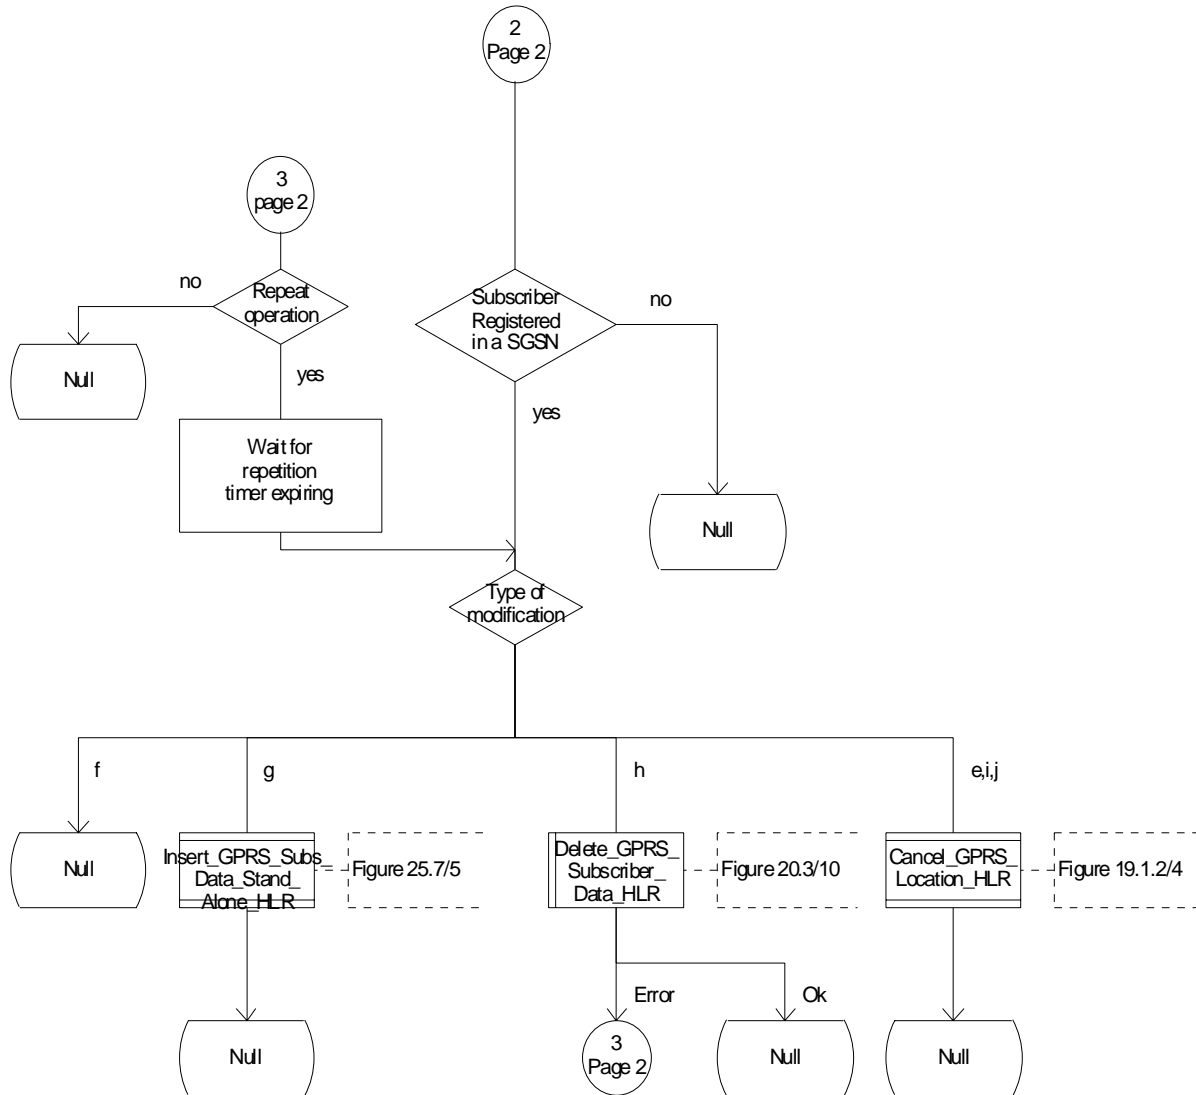 2
Page 2
3
page 2
no
Repeat
operation
Subscriber
Registered
in a SGSN
no
Null
yes
yes
Wait for
repetition
timer expiring
Null
Type of
modification
f
g
h
e,i,j
Null
Insert_GPRS_Subs_
Data_Stand_
Alone_HLR
Figure 25.7/5
Delete_GPRS_
Subscriber_
Data_HLR
Figure 20.3/10
Cancel_GPRS_
Location_HLR
Figure 19.1.2/4
Error
Ok
Null
3
Page 2
Null
Null